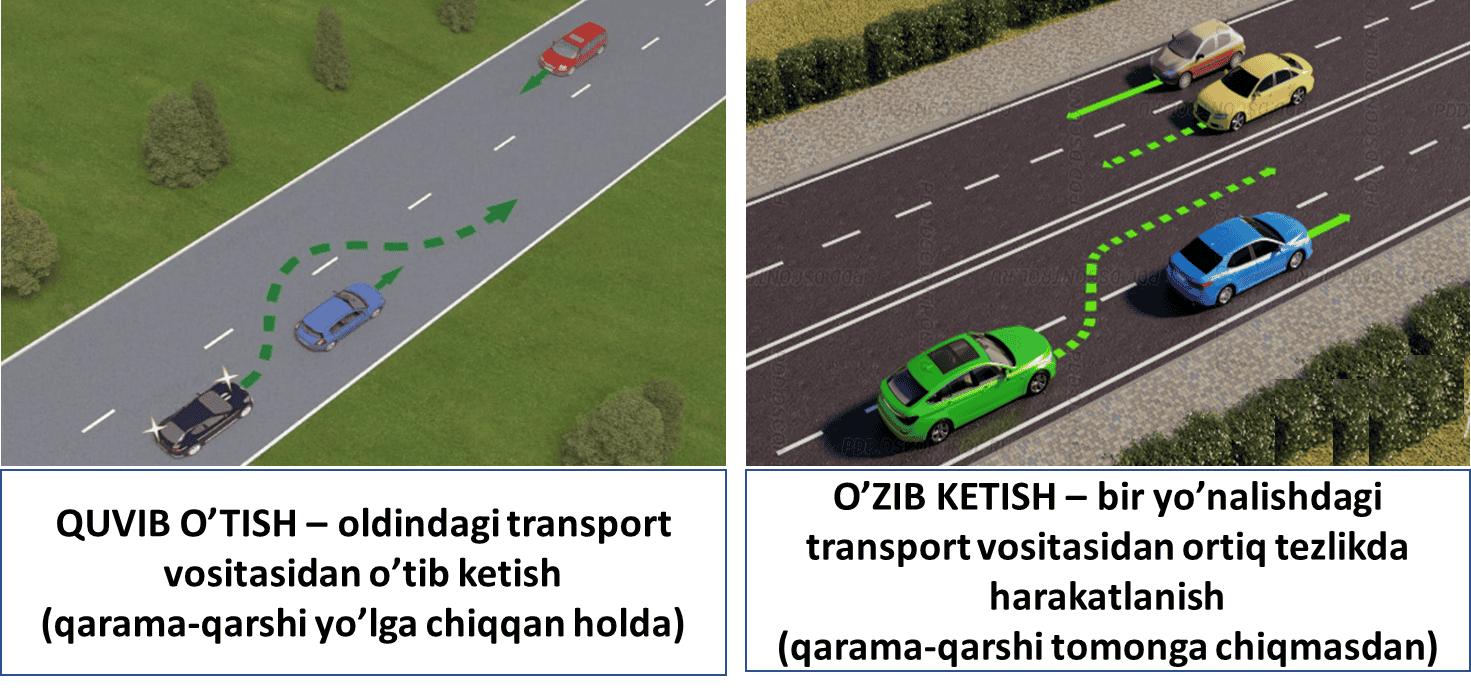 QUVIB O’TISH – oldindagi transport
vositasidan o’tib ketish
(qarama-qarshi yo’lga chiqqan holda)
O’ZIB KETISH – bir yo’nalishdagi
transport vositasidan ortiq tezlikda
harakatlanish
(qarama-qarshi tomonga chiqmasdan)